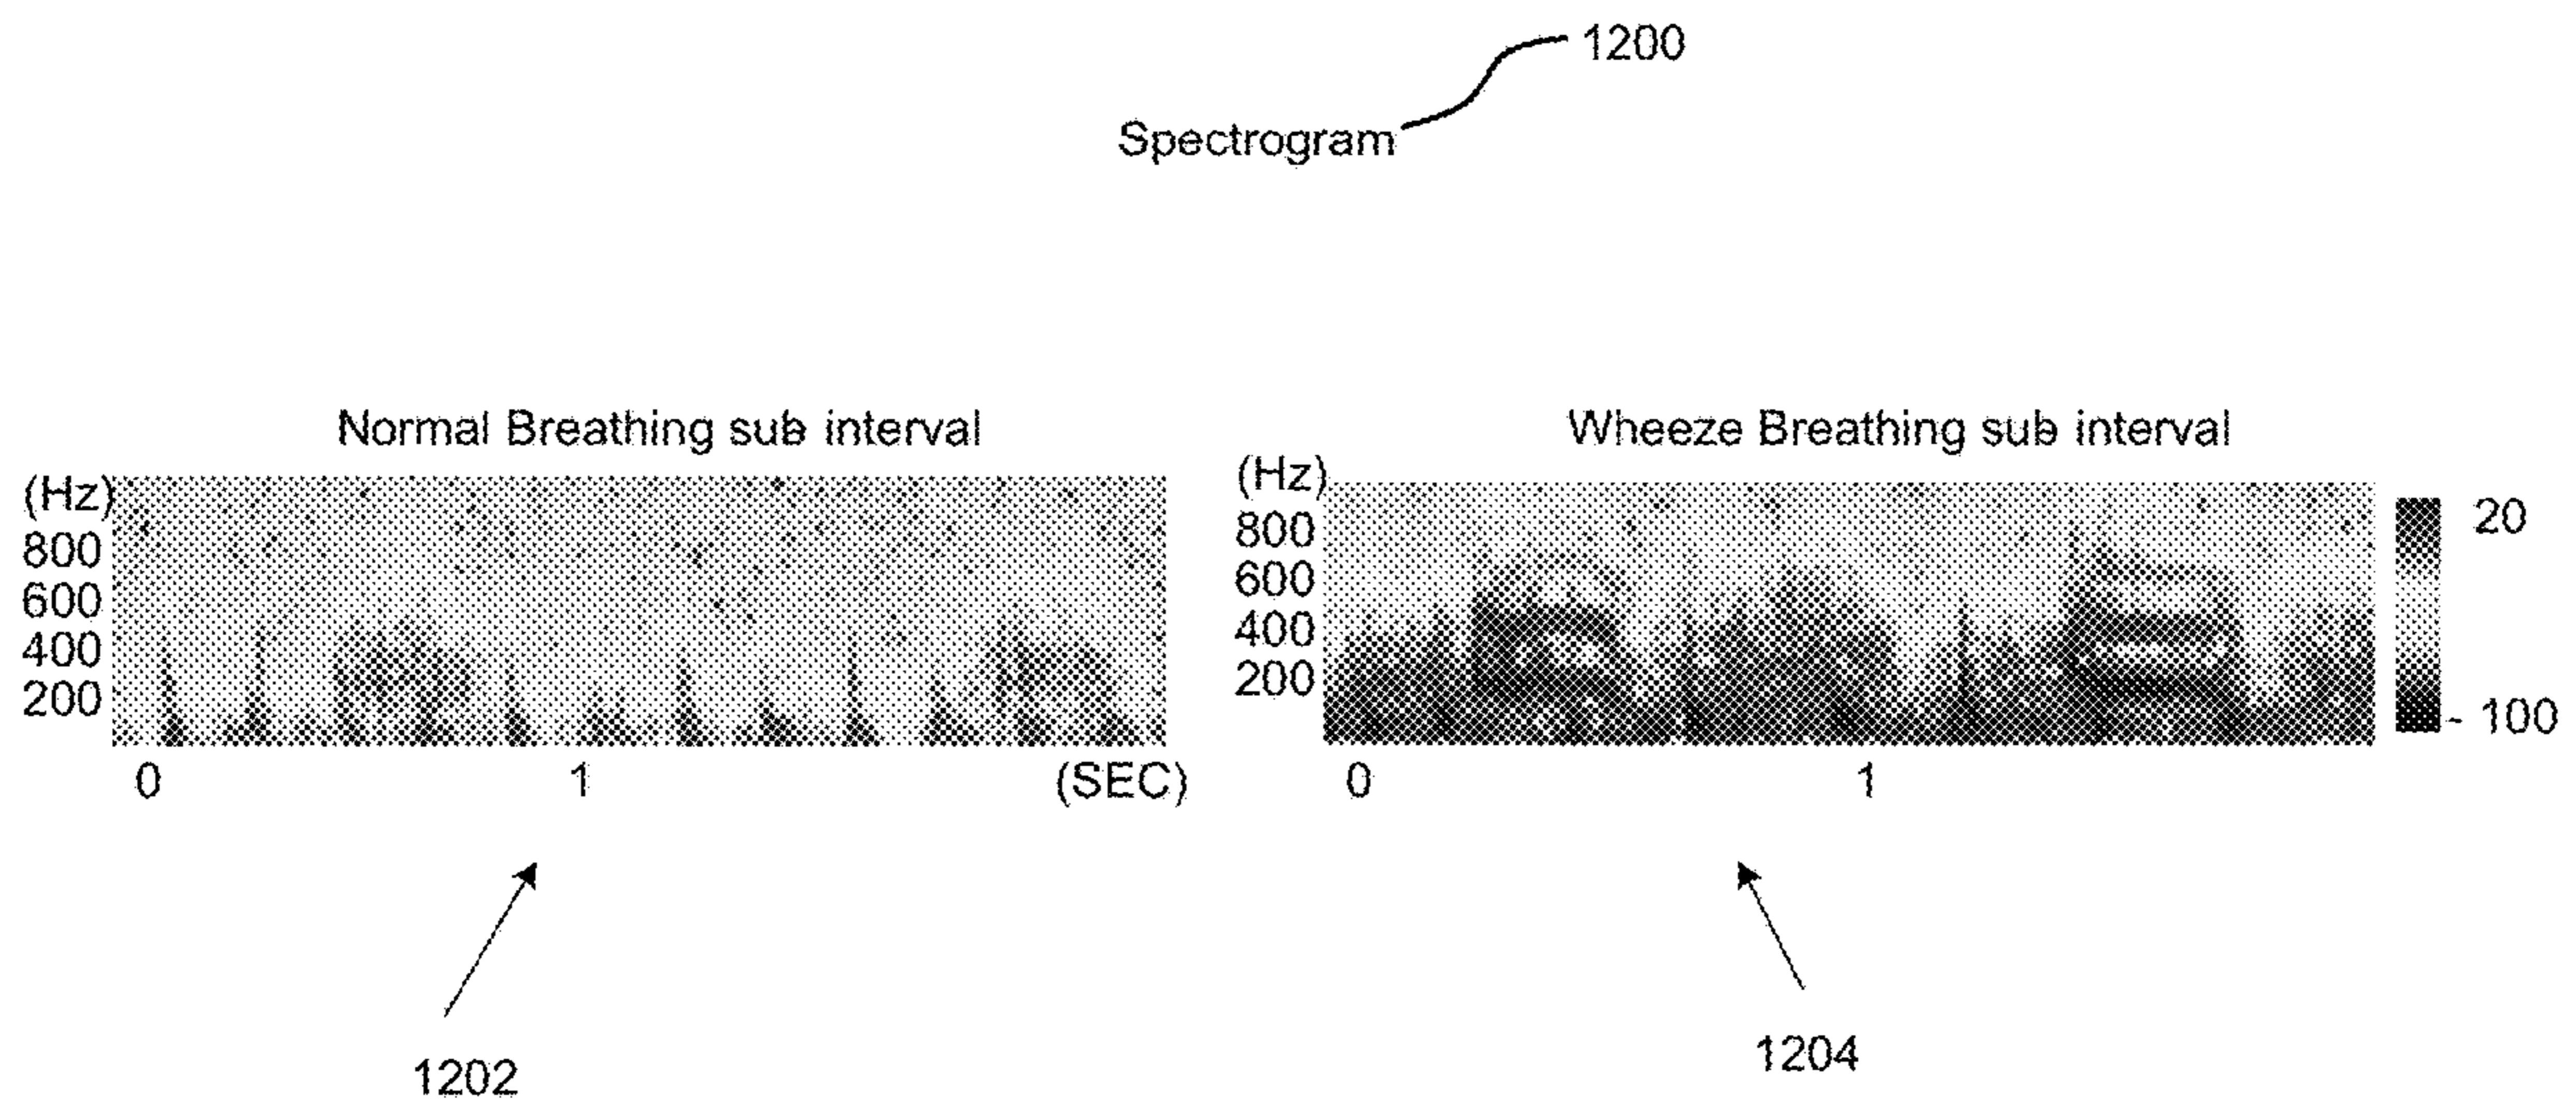 1200
Spectrogram
Normal Breathing sub interval
(Hz)
800
600
400
200
0 1 (SEC)
1202
Wheeze Breathing sub interval
(Hz)
800
600
400
200
0 1
20
- 100
1204